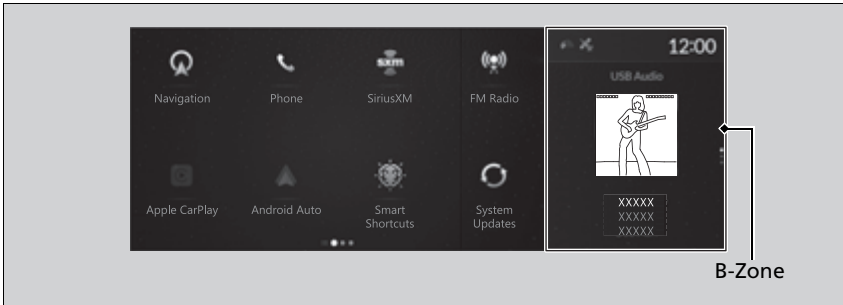 12:00
USB Audio
sxm
Navigation
Phone
SiriusXM
FM Radio
Apple CarPlay
Android Auto
Smart
Shortcuts
System
Updates
XXXXX
XXXXX
XXXXX
B-Zone